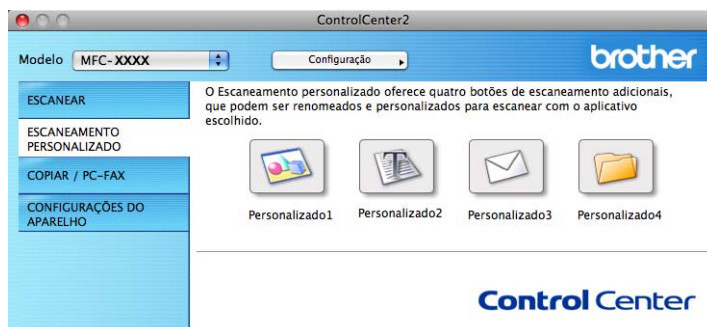 ControlCenter2
Modelo MFC-XXXX Configuração brother
ESCANEAR
ESCANEAMENTO
PERSONALIZADO
COPIAR / PC-FAX
CONFIGURAÇÕES DO
APARELHO
O Escaneamento personalizado oferece quatro botões de escaneamento adicionais,
que podem ser renomeados e personalizados para escanear com o aplicativo
escolhido.
T
Personalizado1 Personalizado2 Personalizado3 Personalizado4
Control Center